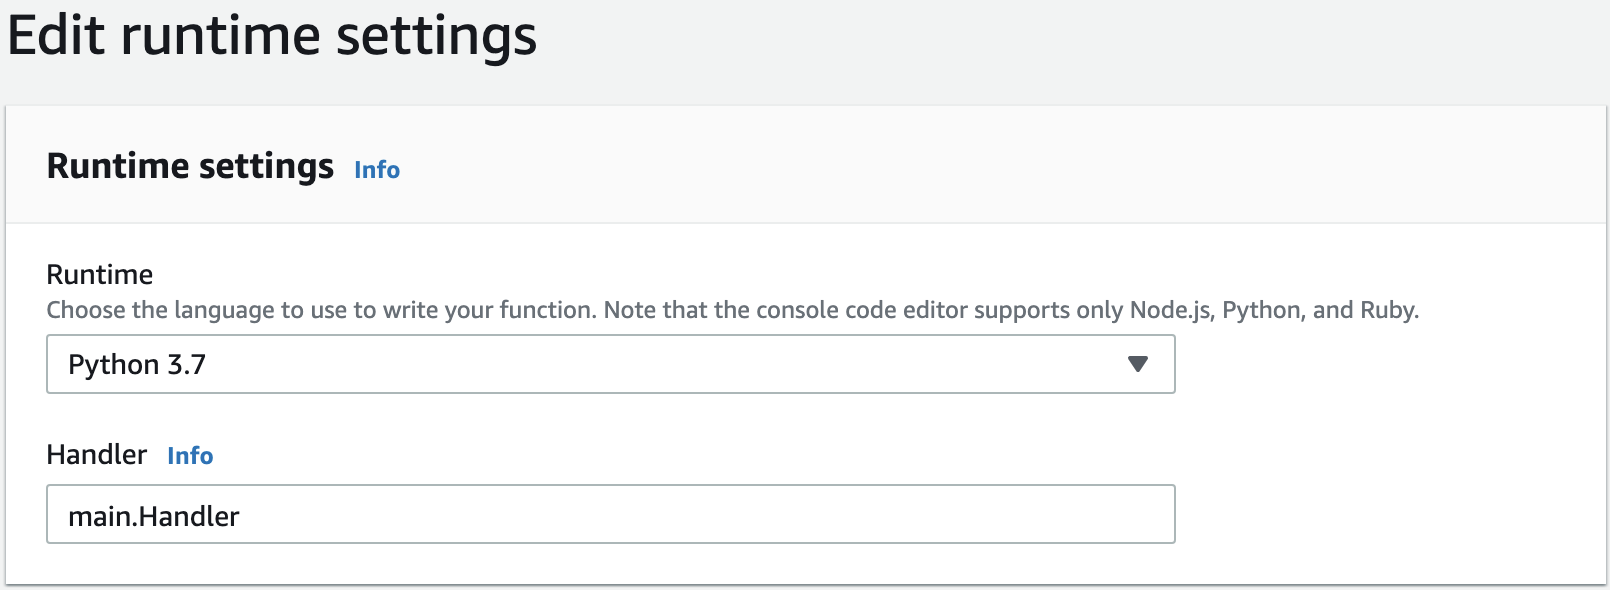 Edit runtime settings
Runtime settings Info
Runtime
Choose the language to use to write your function. Note that the console code editor supports only Node.js, Python, and Ruby.
Python 3.7
Handler Info
main.Handler